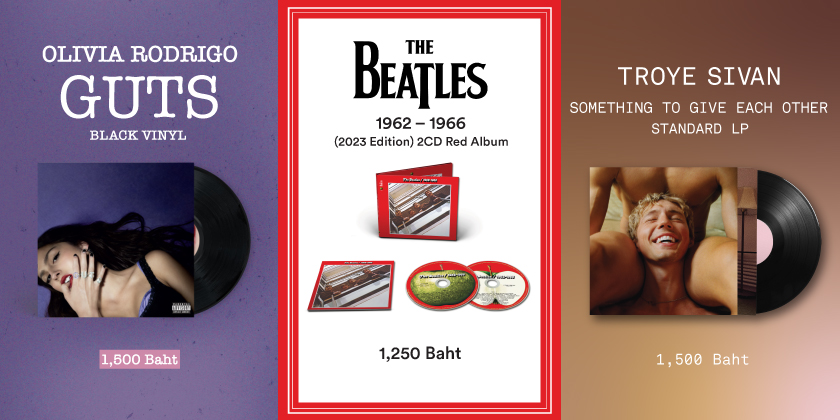 OLIVIA RODRIGO
GUTS
BLACK VINYL
1,500 Baht
THE
BEATLES
1962 – 1966
(2023 Edition) 2CD Red Album
1,250 Baht
TROYE SIVAN
SOMETHING TO GIVE EACH OTHER
STANDARD LP
1,500 Baht